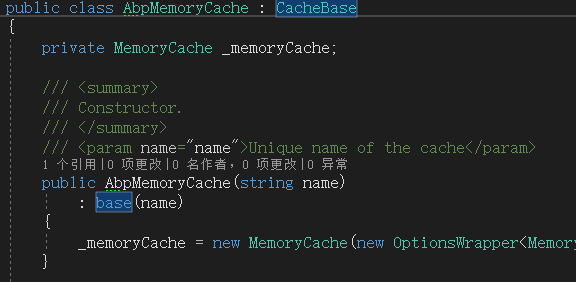 public class AbpMemoryCache : CacheBase
{
private MemoryCache _memoryCache;
/// <summary>
/// Constructor.
/// </summary>
/// <param name="name">Unique name of the cache</param>
1 个引用|0 项更改|0 名作者, 0 项更改|0 异常
public AbpMemoryCache(string name)
: base(name)
{
_memoryCache = new MemoryCache(new OptionsWrapper<Memory
}